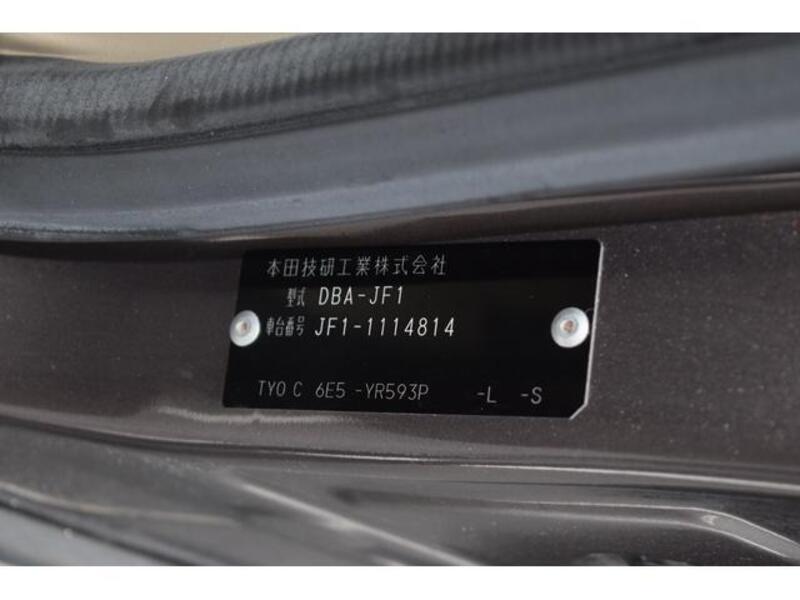 本田技研工業株式会社
型式 DBA-JF1
車台番号 JF1-1114814
TYO C 6E5 -YR593P -L -S